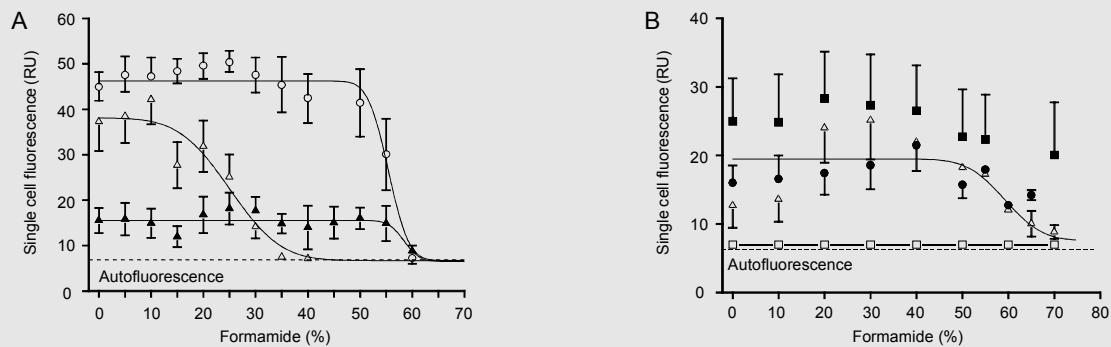 A
60
50
40
30
20
10
0
Single cell fluorescence (RU)
Autofluorescence
0 10 20 30 40 50 60 70
Formamide (%)
B
40
30
20
10
0
Single cell fluorescence (RU)
Autofluorescence
0 10 20 30 40 50 60 70 80
Formamide (%)